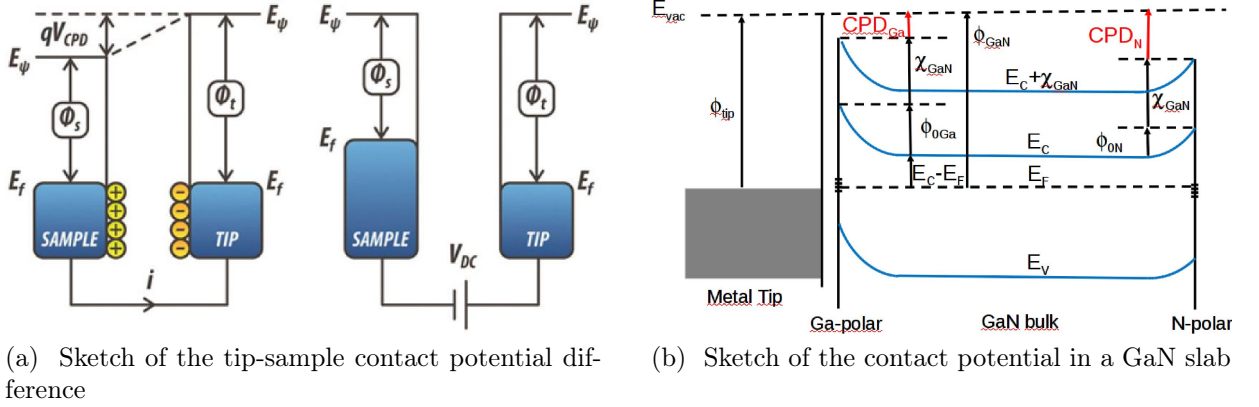 E_ψ
qV_CPD
E_ψ
Φ_s
Φ_t
E_f
E_f
SAMPLE
TIP
i
E_ψ
E_ψ
Φ_s
Φ_t
E_f
E_f
SAMPLE
TIP
V_DC
(a) Sketch of the tip-sample contact potential dif-
ference
E_vac
CPD_Ga
ϕ_GaN
CPD_N
χ_GaN
E_C+χ_GaN
χ_GaN
ϕ_tip
ϕ_0Ga
E_C
ϕ_0N
E_C-E_F
E_F
E_V
Metal Tip
Ga-polar
GaN bulk
N-polar
(b) Sketch of the contact potential in a GaN slab